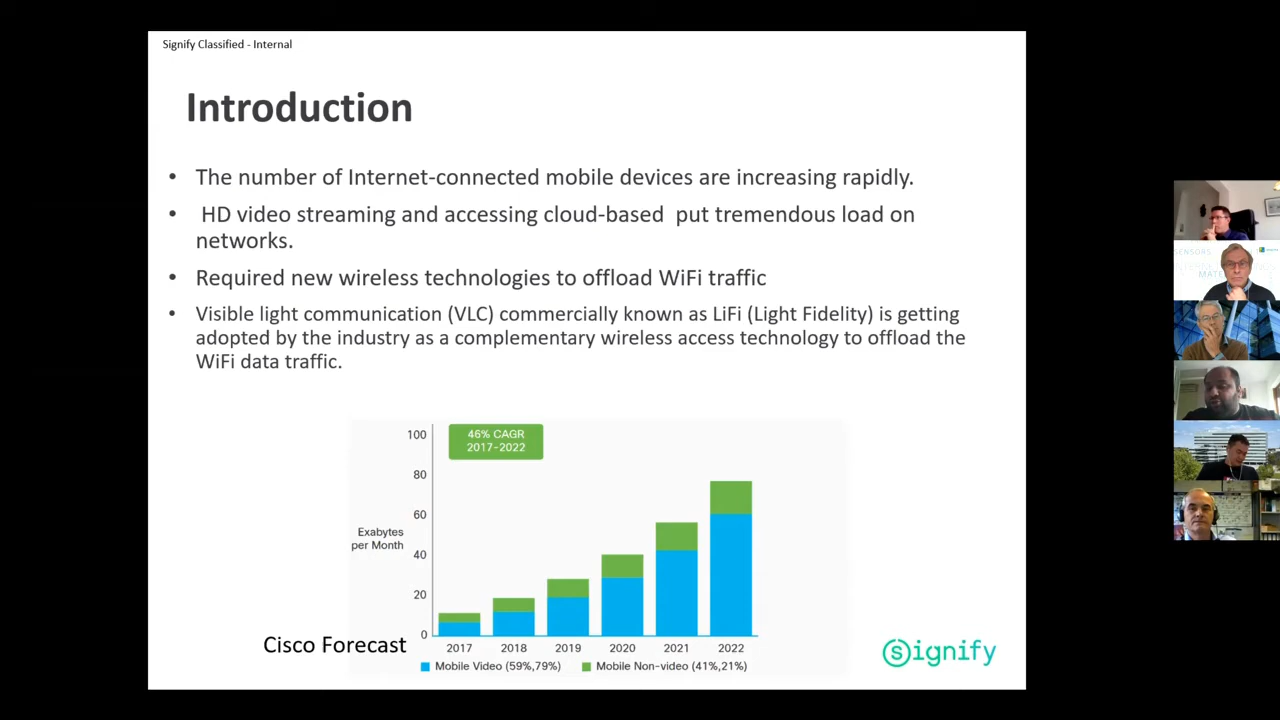 Signify Classified - Internal
Introduction
• The number of Internet-connected mobile devices are increasing rapidly.
• HD video streaming and accessing cloud-based put tremendous load on
networks.
• Required new wireless technologies to offload WiFi traffic
• Visible light communication (VLC) commercially known as LiFi (Light Fidelity) is getting
adopted by the industry as a complementary wireless access technology to offload the
WiFi data traffic.
46% CAGR
2017-2022
100
80
60
40
20
0
Exabytes
per Month
2017 2018 2019 2020 2021 2022
Mobile Video (59%,79%) Mobile Non-video (41%,21%)
Cisco Forecast
Signify
SENSORS
MATE